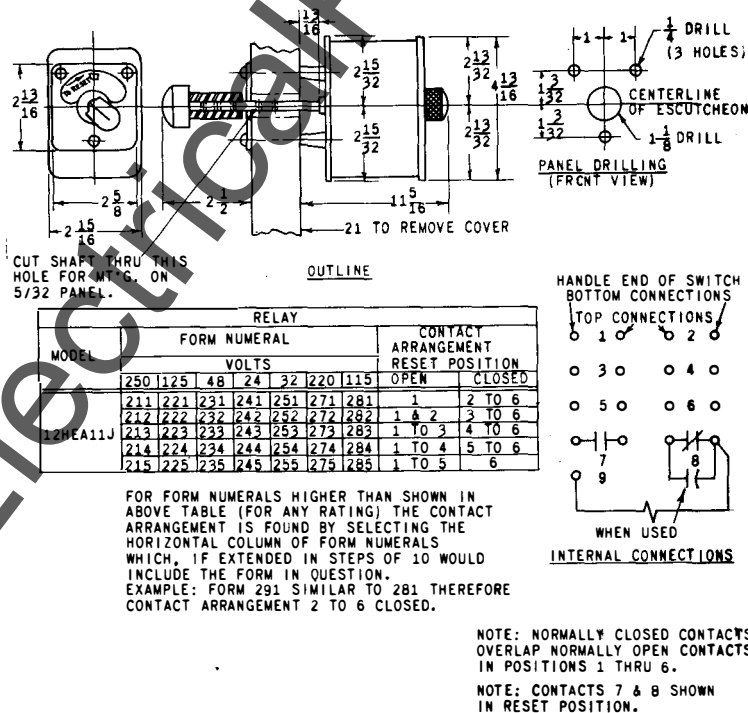 13/16
TO RESET
2 13/16
2 5/8
2 15/16
2 1/2
2 15/32
2 15/32
2 13/32
2 13/32
4 13/16
11 5/16
21 TO REMOVE COVER
CUT SHAFT THRU THIS
HOLE FOR MT'G. ON
5/32 PANEL.
OUTLINE
1 1
1/4 DRILL
(3 HOLES)
1 3/32
1 3/32
CENTERLINE
OF ESCUTCHEON
1 1/8 DRILL
PANEL DRILLING
(FRONT VIEW)
RELAY
MODEL FORM NUMERAL CONTACT ARRANGEMENT
VOLTS RESET POSITION
250 125 48 24 32 220 115 OPEN CLOSED
12HEA11J
211 221 231 241 251 271 281 1 2 TO 6
212 222 232 242 252 272 282 1 & 2 3 TO 6
213 223 233 243 253 273 283 1 TO 3 4 TO 6
214 224 234 244 254 274 284 1 TO 4 5 TO 6
215 225 235 245 255 275 285 1 TO 5 6
FOR FORM NUMERALS HIGHER THAN SHOWN IN
ABOVE TABLE (FOR ANY RATING) THE CONTACT
ARRANGEMENT IS FOUND BY SELECTING THE
HORIZONTAL COLUMN OF FORM NUMERALS
WHICH, IF EXTENDED IN STEPS OF 10 WOULD
INCLUDE THE FORM IN QUESTION.
EXAMPLE: FORM 291 SIMILAR TO 281 THEREFORE
CONTACT ARRANGEMENT 2 TO 6 CLOSED.
HANDLE END OF SWITCH
BOTTOM CONNECTIONS
TOP CONNECTIONS
1 2
3 4
5 6
7 8
9
WHEN USED
INTERNAL CONNECTIONS
NOTE: NORMALLY CLOSED CONTACTS
OVERLAP NORMALLY OPEN CONTACTS
IN POSITIONS 1 THRU 6.
NOTE: CONTACTS 7 & 8 SHOWN
IN RESET POSITION.
Electrical